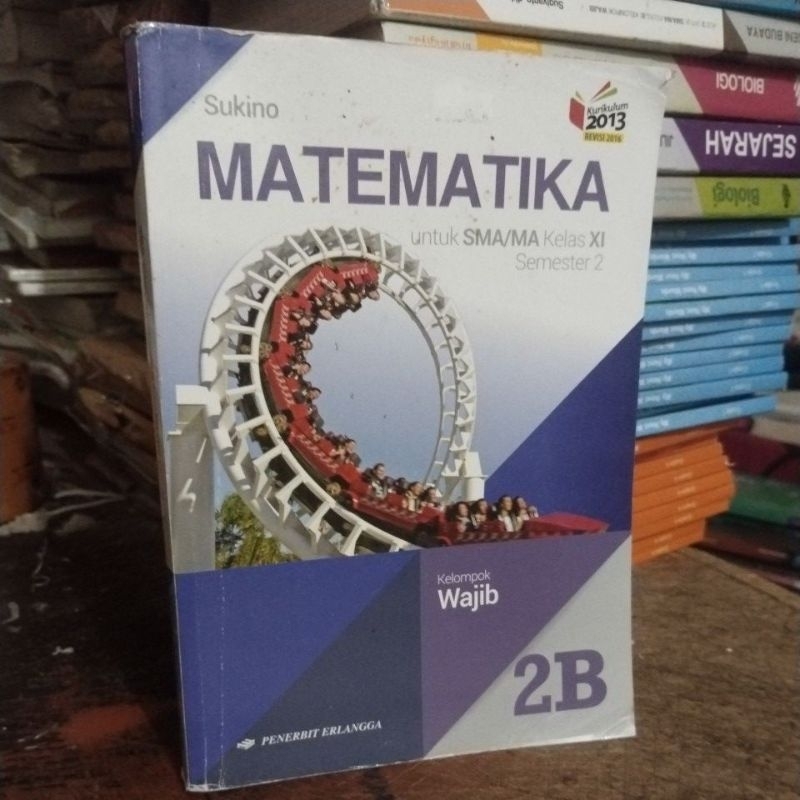 Sukino
Kurikulum
2013
REVISI 2016
MATEMATIKA
untuk SMA/MA Kelas XI
Semester 2
Kelompok
Wajib
2B
PENERBIT ERLANGGA
BIOLOGI
SEJARAH
Biologi